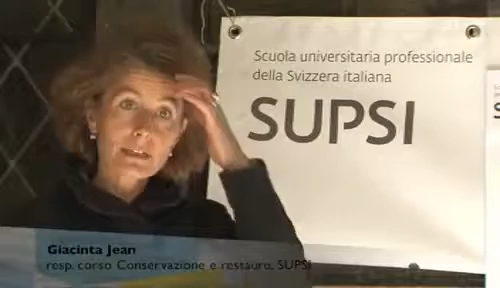 Scuola universitaria professionale
della Svizzera italiana
SUPSI
Giacinta Jean
resp. corso Conservazione e restauro, SUPSI